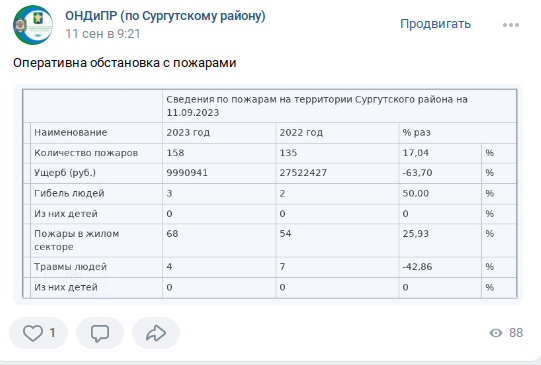 ОНДиПР (по Сургутскому району)
11 сен в 9:21
Продвигать
Оперативна обстановка с пожарами
Сведения по пожарам на территории Сургутского района на
11.09.2023
Наименование 2023 год 2022 год % раз
Количество пожаров 158 135 17,04 %
Ущерб (руб.) 9990941 27522427 -63,70 %
Гибель людей 3 2 50,00 %
Из них детей 0 0 0 %
Пожары в жилом
секторе 68 54 25,93 %
Травмы людей 4 7 -42,86 %
Из них детей 0 0 0 %
1
88